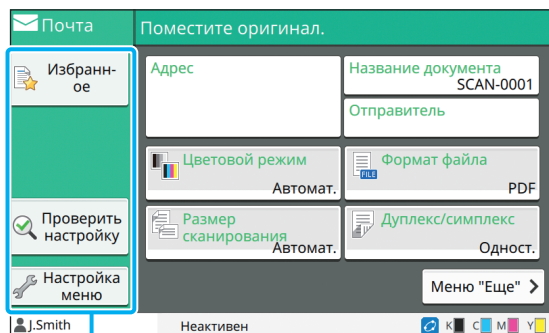 Почта
Поместите оригинал.
Избранн-
ое
Проверить
настройку
Настройка
меню
Адрес
Название документа
SCAN-0001
Отправитель
Цветовой режим
Автомат.
Формат файла
FILE
PDF
Размер
сканирования
Автомат.
Дуплекс/симплекс
Одност.
Меню "Еще"
J.Smith
Неактивен
K C M Y